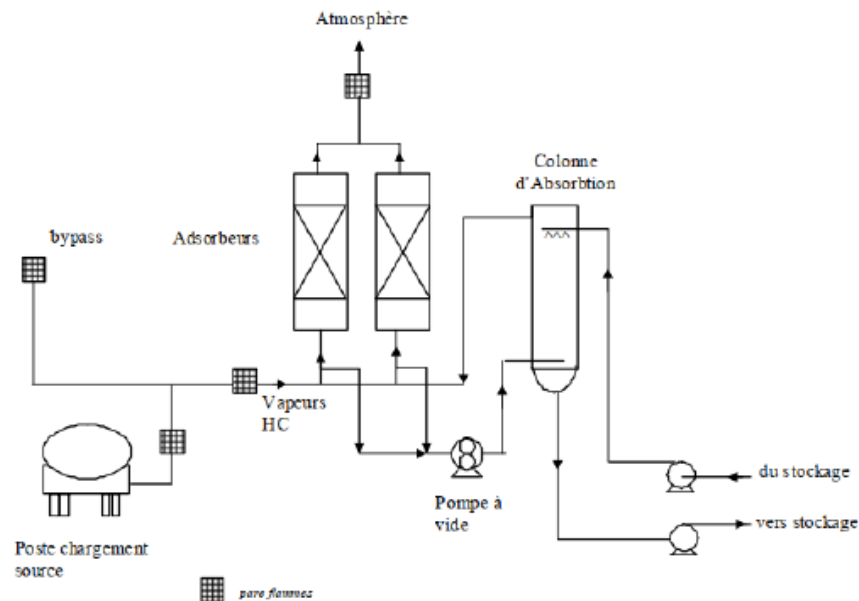 Atmosphère
Colonne
d'Absorbtion
bypass
Adsorbeurs
Vapeurs
HC
Pompe à
vide
du stockage
vers stockage
Poste chargement
source
pare flammes